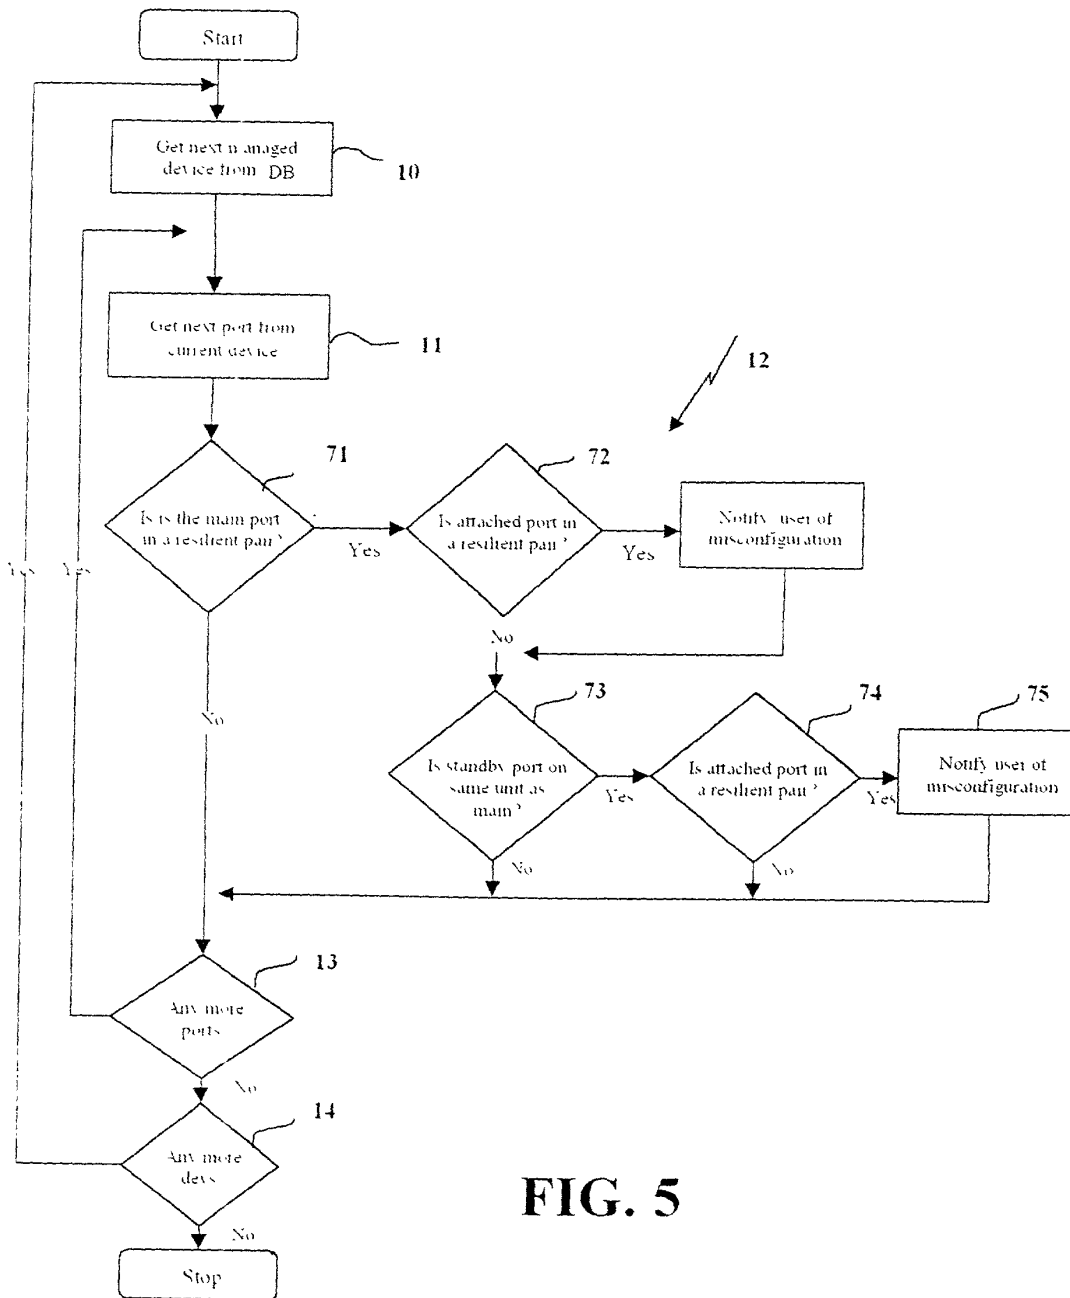 Start
Get next managed
device from DB
10
Get next port from
current device
11
12
71
Is is the main port
in a resilient pair?
Yes
72
Is attached port in
a resilient pair?
Yes
Notify user of
misconfiguration
No
No
73
Is standby port on
same unit as
main?
Yes
74
Is attached port in
a resilient pair?
Yes
75
Notify user of
misconfiguration
No
No
Yes
Yes
13
Any more
ports
No
14
Any more
devs
No
Stop
FIG. 5